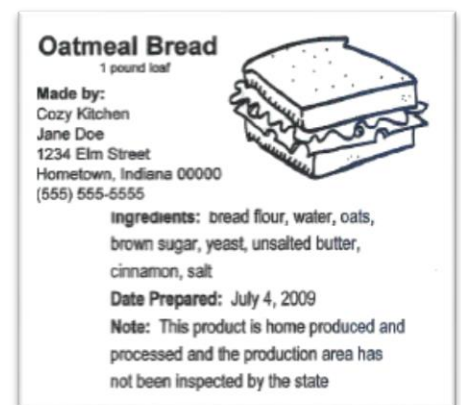 Oatmeal Bread
1 pound loaf
Made by:
Cozy Kitchen
Jane Doe
1234 Elm Street
Hometown, Indiana 00000
(555) 555-5555
Ingredients: bread flour, water, oats,
brown sugar, yeast, unsalted butter,
cinnamon, salt
Date Prepared: July 4, 2009
Note: This product is home produced and
processed and the production area has
not been inspected by the state